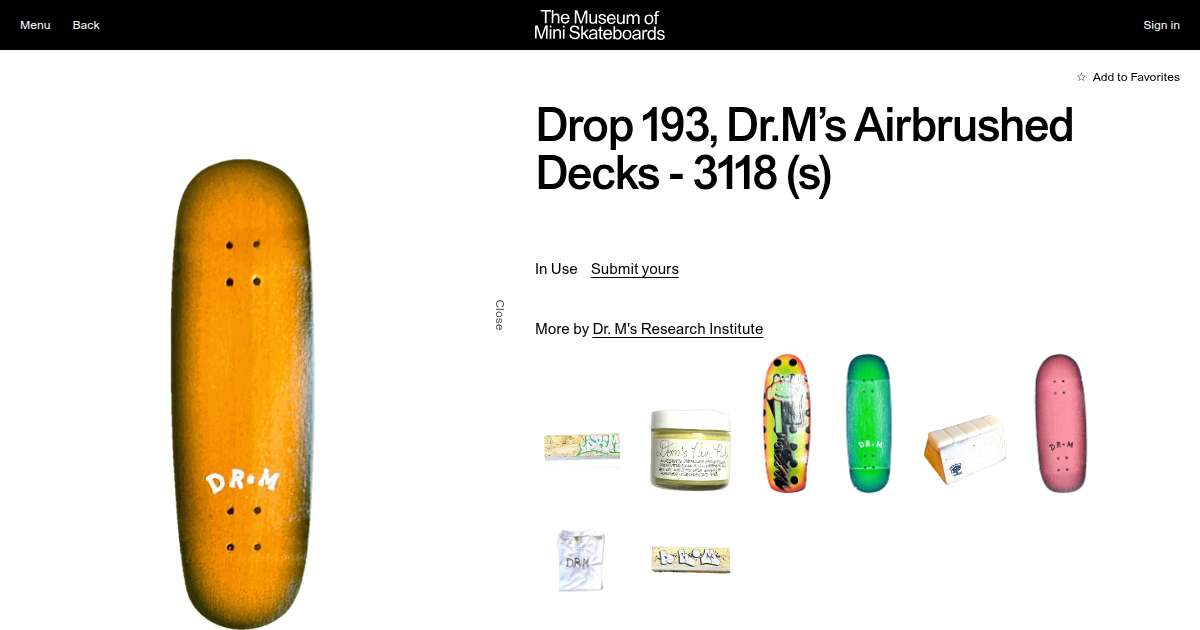 Menu
Back
The Museum of
Mini Skateboards
Sign in
☆ Add to Favorites
Drop 193, Dr.M’s Airbrushed
Decks - 3118 (s)
In Use
Submit yours
Close
More by Dr. M's Research Institute
DR•M
DR•M
DR•M
DRM